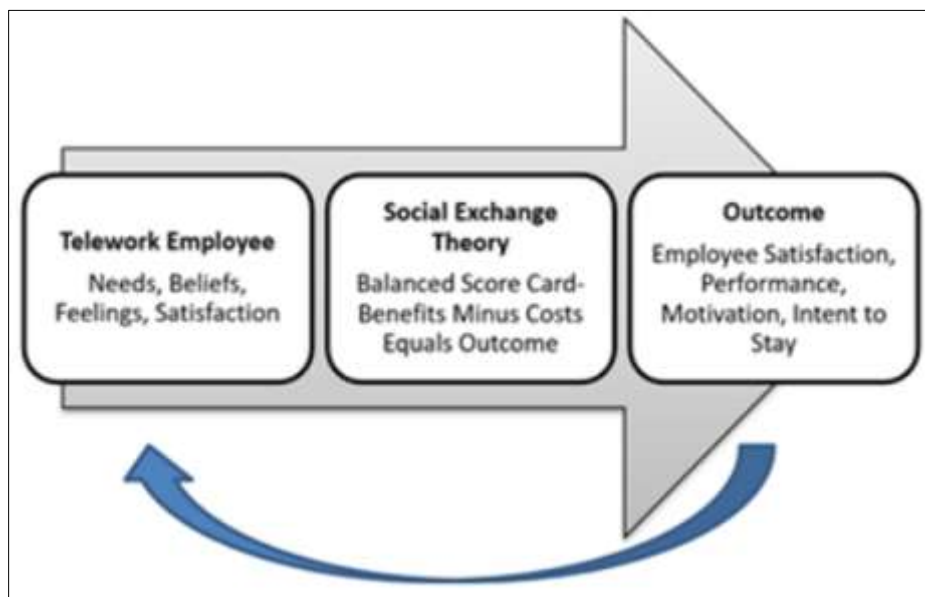 Telework Employee
Needs, Beliefs,
Feelings, Satisfaction
Social Exchange
Theory
Balanced Score Card-
Benefits Minus Costs
Equals Outcome
Outcome
Employee Satisfaction,
Performance,
Motivation, Intent to
Stay